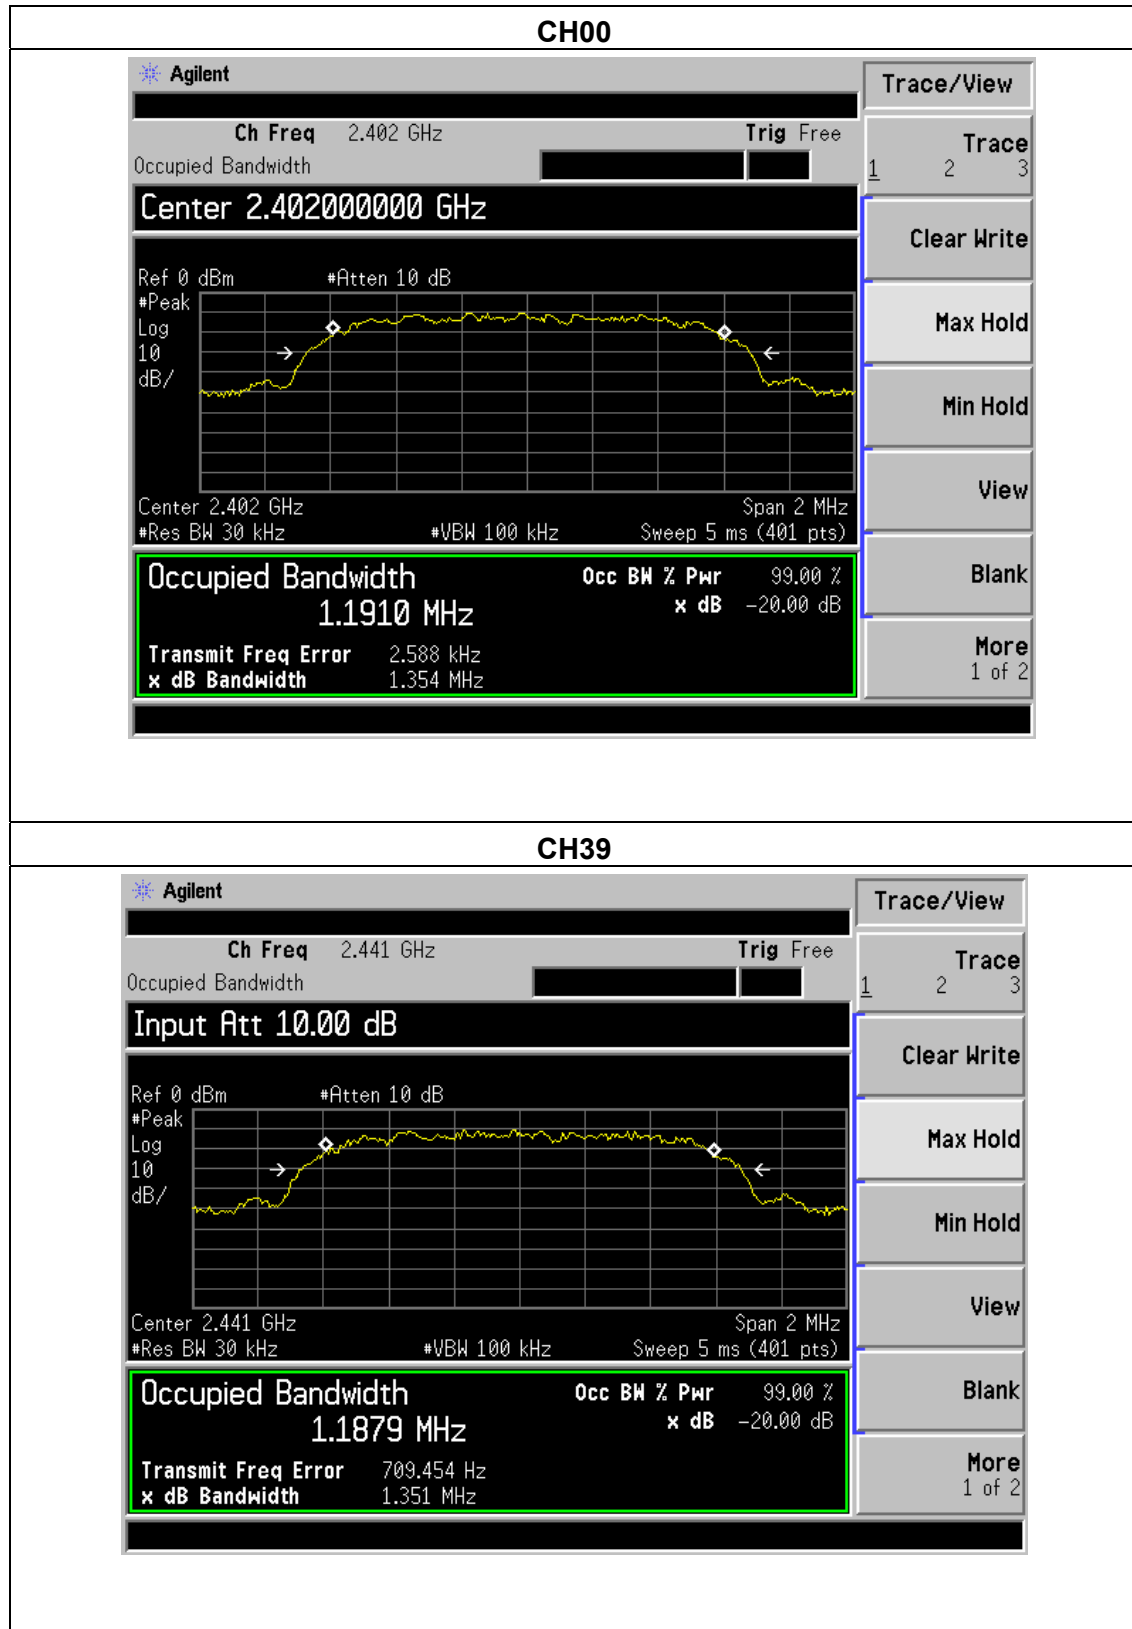 CH00
Agilent
Trace/View
Ch Freq 2.402 GHz Trig Free
Occupied Bandwidth
Trace
1 2 3
Center 2.402000000 GHz
Clear Write
Ref 0 dBm #Atten 10 dB
#Peak
Log
10
dB/
Max Hold
Min Hold
View
Center 2.402 GHz Span 2 MHz
#Res BW 30 kHz #VBW 100 kHz Sweep 5 ms (401 pts)
Occupied Bandwidth Occ BW % Pwr 99.00 %
1.1910 MHz x dB -20.00 dB
Blank
Transmit Freq Error 2.588 kHz
x dB Bandwidth 1.354 MHz
More
1 of 2
CH39
Agilent
Trace/View
Ch Freq 2.441 GHz Trig Free
Occupied Bandwidth
Trace
1 2 3
Input Att 10.00 dB
Clear Write
Ref 0 dBm #Atten 10 dB
#Peak
Log
10
dB/
Max Hold
Min Hold
View
Center 2.441 GHz Span 2 MHz
#Res BW 30 kHz #VBW 100 kHz Sweep 5 ms (401 pts)
Occupied Bandwidth Occ BW % Pwr 99.00 %
1.1879 MHz x dB -20.00 dB
Blank
Transmit Freq Error 709.454 Hz
x dB Bandwidth 1.351 MHz
More
1 of 2